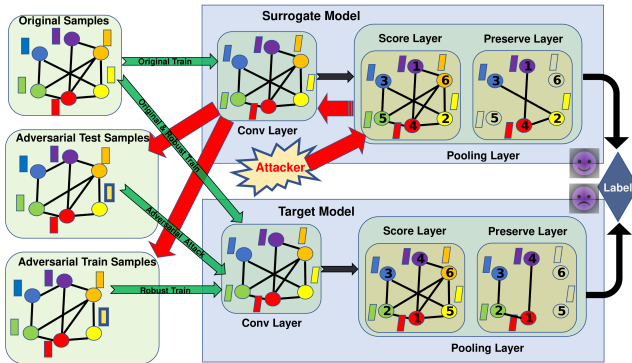 Original Samples
Surrogate Model
Original Train
Score Layer
Preserve Layer
1
3
6
5
2
4
1
3
6
5
2
4
Conv Layer
Pooling Layer
Original & Robust Train
Attacker
Adversarial Test Samples
Adversarial Attack
Label
Target Model
Score Layer
Preserve Layer
4
3
6
2
5
1
4
3
6
2
5
1
Conv Layer
Pooling Layer
Adversarial Train Samples
Robust Train